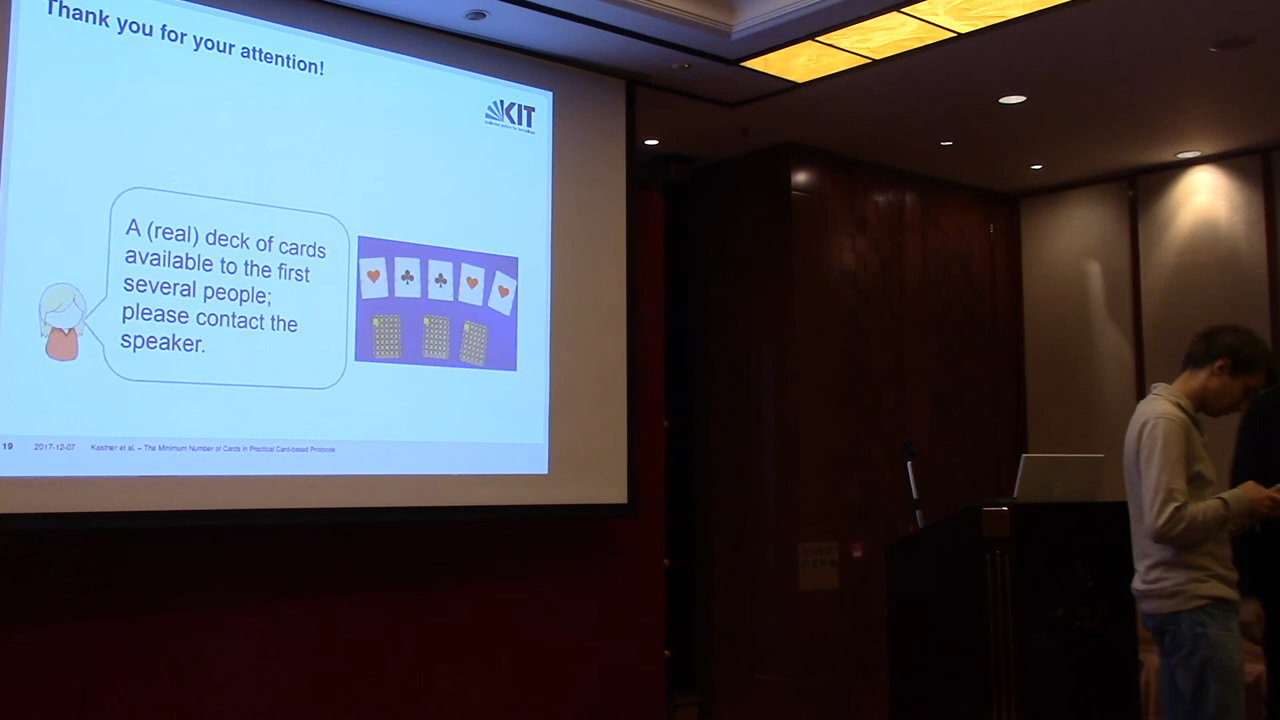 Thank you for your attention!
KIT
A (real) deck of cards
available to the first
several people;
please contact the
speaker.
19 2017-12-07 Kastner et al. – The Minimum Number of Cards in Practical Card-based Protocols